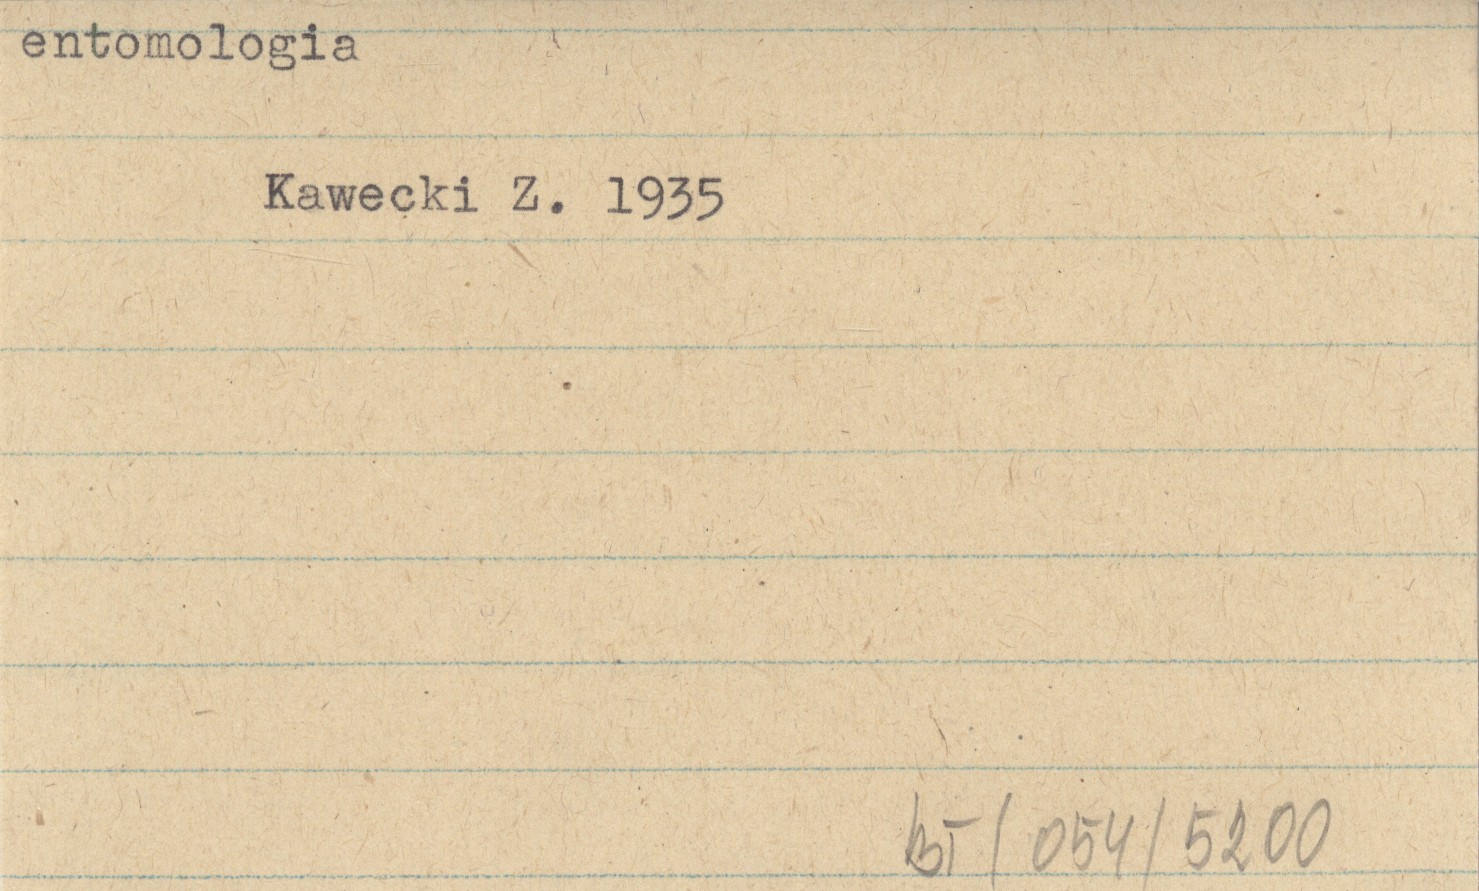 entomologia
Kawecki Z. 1935
BT/054/5200